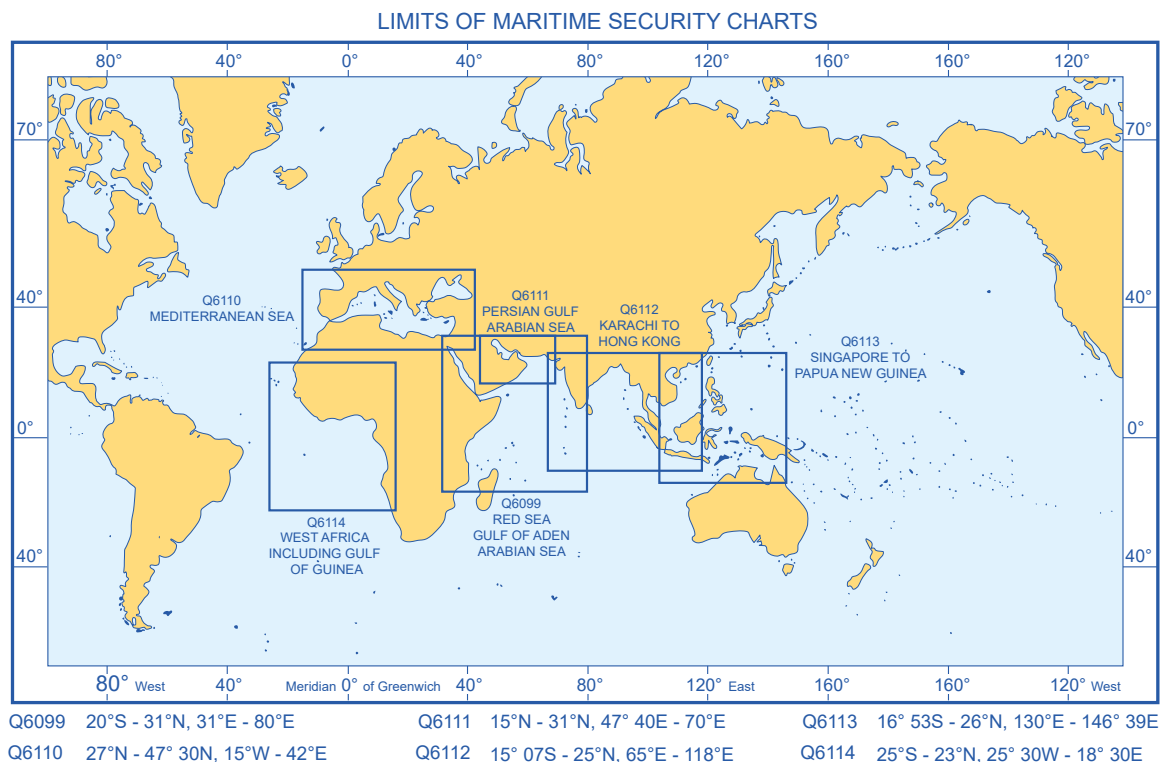 LIMITS OF MARITIME SECURITY CHARTS
80° 40° 0° 40° 80° 120° 160° 160° 120°
70° 70°
Q6110
MEDITERRANEAN SEA
Q6111
PERSIAN GULF
ARABIAN SEA
Q6112
KARACHI TO
HONG KONG
40° 40°
Q6113
SINGAPORE TO
PAPUA NEW GUINEA
0° 0°
Q6099
RED SEA
GULF OF ADEN
ARABIAN SEA
Q6114
WEST AFRICA
INCLUDING GULF
OF GUINEA
40° 40°
80° West 40° Meridian 0° of Greenwich 40° 80° 120° East 160° 160° 120° West
Q6099 20°S - 31°N, 31°E - 80°E Q6111 15°N - 31°N, 47° 40E - 70°E Q6113 16° 53S - 26°N, 130°E - 146° 39E
Q6110 27°N - 47° 30N, 15°W - 42°E Q6112 15° 07S - 25°N, 65°E - 118°E Q6114 25°S - 23°N, 25° 30W - 18° 30E